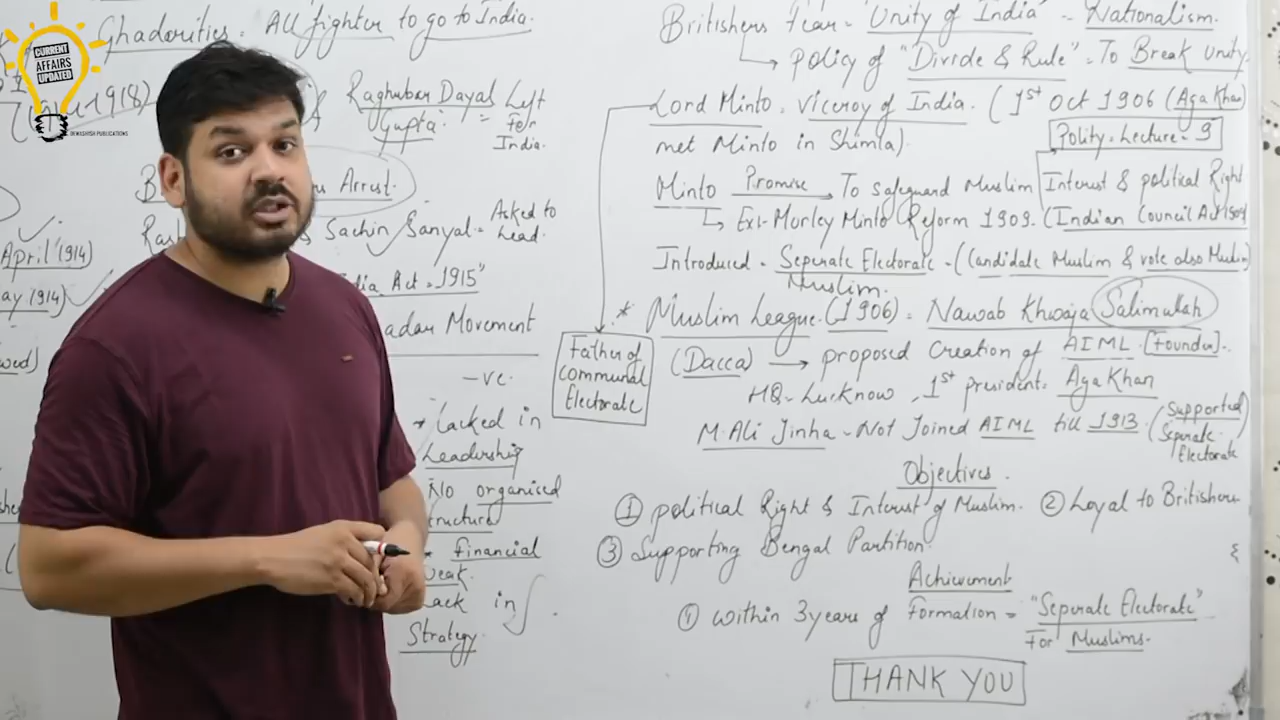 Ghadarities = All fighter to go to India.
CURRENT
AFFAIRS
UPDATED
DEWASHISH PUBLICATIONS
1918)
Raghubar Dayal
Gupta =
Left
For
India.
Arrest.
April '1914)
Sachin Sanyal =
Asked to
Lead.
ay 1914)
dia Act = 1915"
adar Movement
-ve.
* Lacked in
Leadership
No organised
tructure
* financial
weak.
Lack in
Strategy.
Britishers fear = "Unity of India" - Nationalism.
→ policy of "Divide & Rule" = To Break Unity.
Lord Minto = Viceroy of India. (1st Oct 1906 (Aga Khan)
met Minto in Shimla).
Polity = Lecture = 9
Minto Promise → To safeguard Muslim Interest & political Right
→ Ex:- Morley Minto Reform 1909. (Indian Council Act 1909
Introduced = Seperate Electorate - (Candidate Muslim & vote also Muslim)
Muslim.
* Muslim League. (1906) = Nawab Khwaja Salimullah
(Dacca) → proposed creation of AIML. [Founder].
Father of
communal
Electorate
HQ - Lucknow, 1st president = Aga Khan
M. Ali Jinha - Not Joined AIML till 1913. (Supported
Seperate
Electorate
Objectives.
① political Right & Interest of Muslim. ② Loyal to Britishers
③ Supporting Bengal Partition.
Achievement
① within 3 years of Formation = "Seperate Electorate"
For Muslims.
THANK YOU